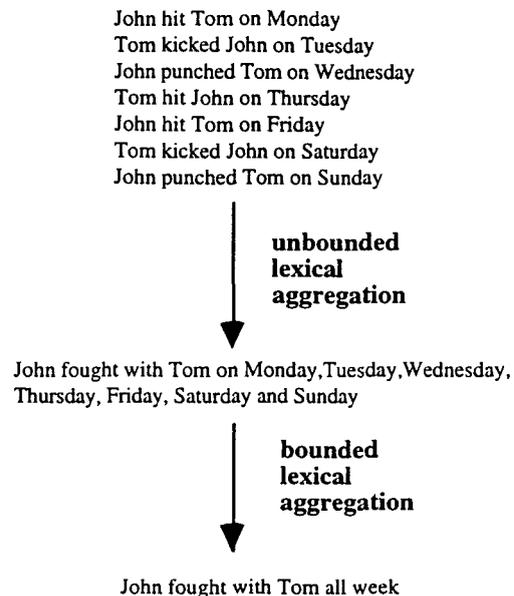 John hit Tom on Monday
Tom kicked John on Tuesday
John punched Tom on Wednesday
Tom hit John on Thursday
John hit Tom on Friday
Tom kicked John on Saturday
John punched Tom on Sunday
unbounded
lexical
aggregation
John fought with Tom on Monday,Tuesday,Wednesday,
Thursday, Friday, Saturday and Sunday
bounded
lexical
aggregation
John fought with Tom all week